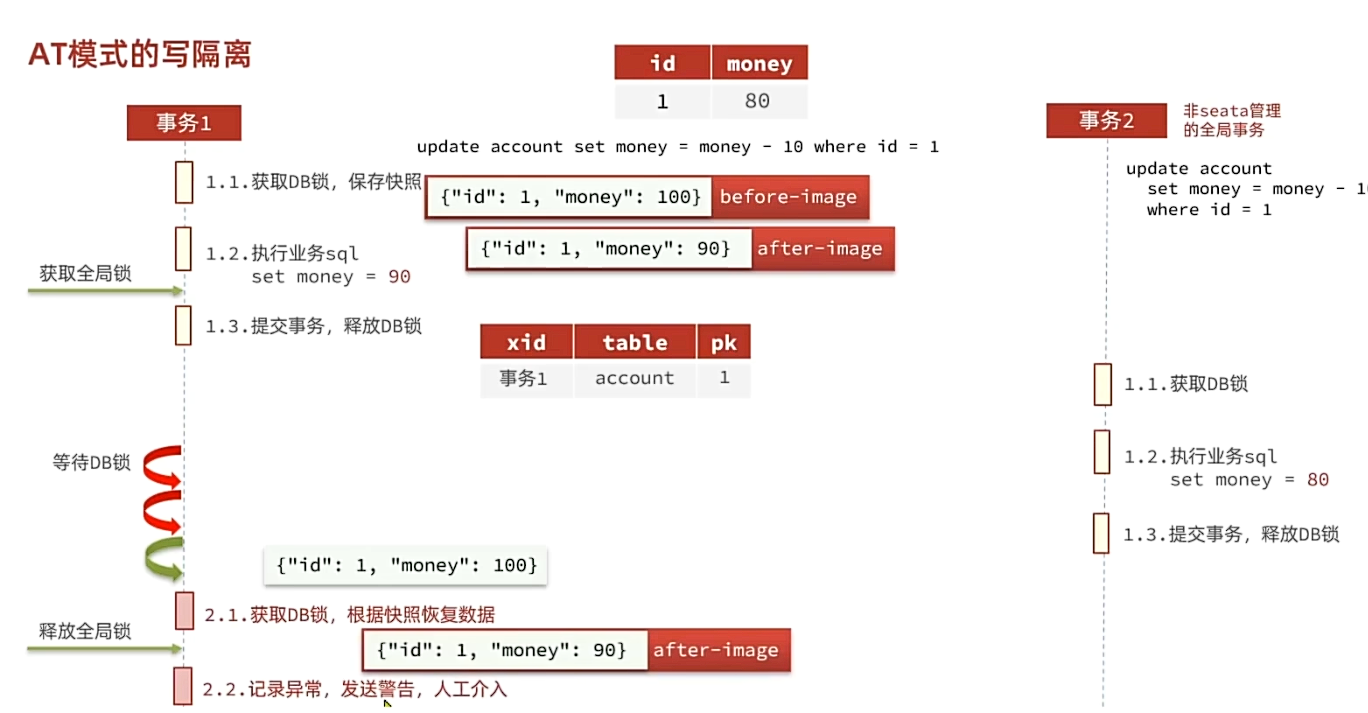 AT模式的写隔离
id money
1 80
事务1
事务2
非seata管理
的全局事务
update account set money = money - 10 where id = 1
update account
set money = money - 1
where id = 1
1.1.获取DB锁，保存快照
{"id": 1, "money": 100} before-image
1.2.执行业务sql
set money = 90
{"id": 1, "money": 90} after-image
获取全局锁
1.3.提交事务，释放DB锁
xid table pk
事务1 account 1
1.1.获取DB锁
等待DB锁
1.2.执行业务sql
set money = 80
1.3.提交事务，释放DB锁
{"id": 1, "money": 100}
2.1.获取DB锁，根据快照恢复数据
释放全局锁
{"id": 1, "money": 90} after-image
2.2.记录异常，发送警告，人工介入